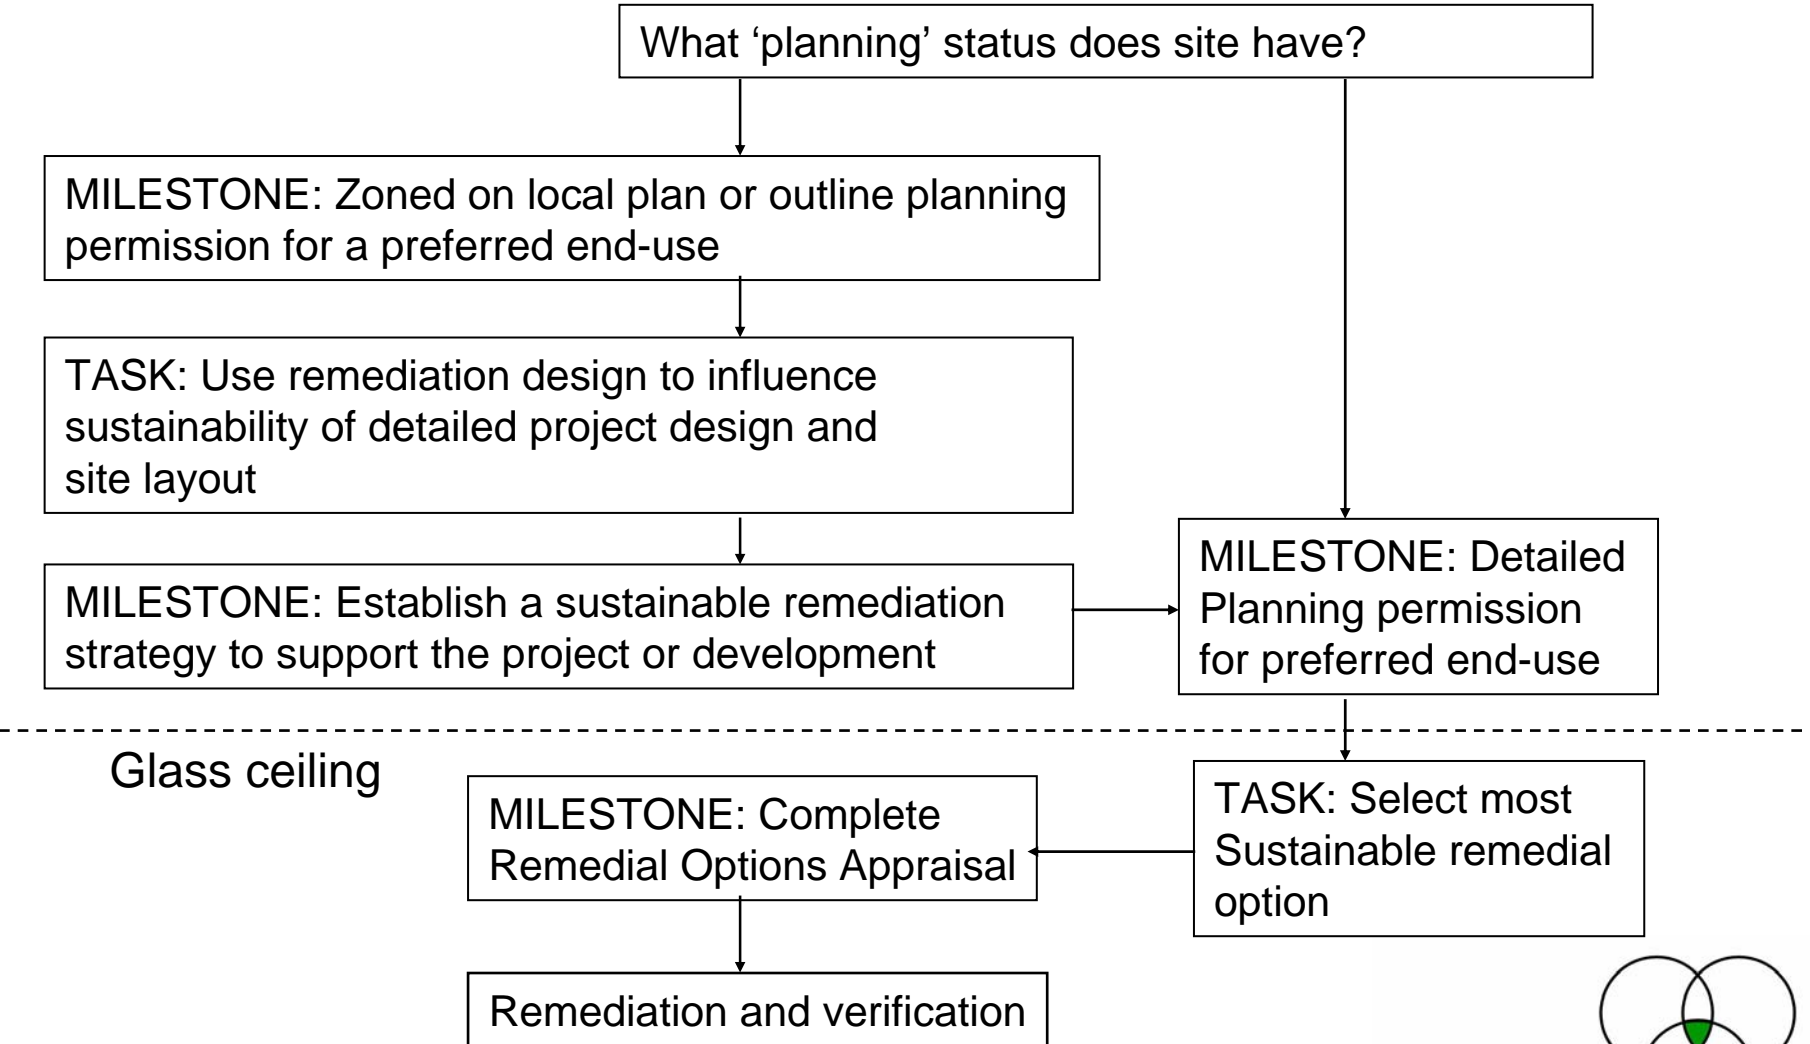 What ‘planning’ status does site have?
MILESTONE: Zoned on local plan or outline planning
permission for a preferred end-use
TASK: Use remediation design to influence
sustainability of detailed project design and
site layout
MILESTONE: Establish a sustainable remediation
strategy to support the project or development
MILESTONE: Detailed
Planning permission
for preferred end-use
Glass ceiling
TASK: Select most
Sustainable remedial
option
MILESTONE: Complete
Remedial Options Appraisal
Remediation and verification